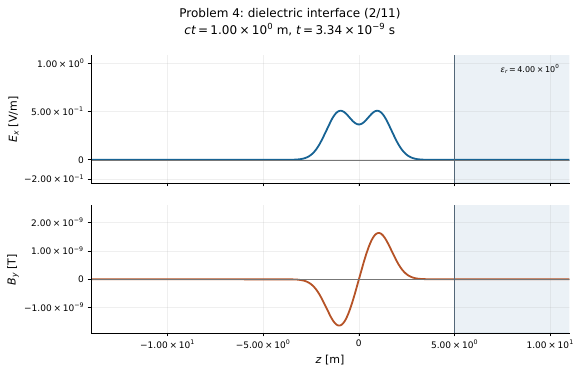 Problem 4: dielectric interface (2/11)
ct = 1.00 × 10⁰ m, t = 3.34 × 10⁻⁹ s
1.00 × 10⁰
5.00 × 10⁻¹
0
−2.00 × 10⁻¹
Eₓ [V/m]
εᵣ = 4.00 × 10⁰
2.00 × 10⁻⁹
1.00 × 10⁻⁹
0
−1.00 × 10⁻⁹
B_y [T]
−1.00 × 10¹
−5.00 × 10⁰
0
5.00 × 10⁰
1.00 × 10¹
z [m]